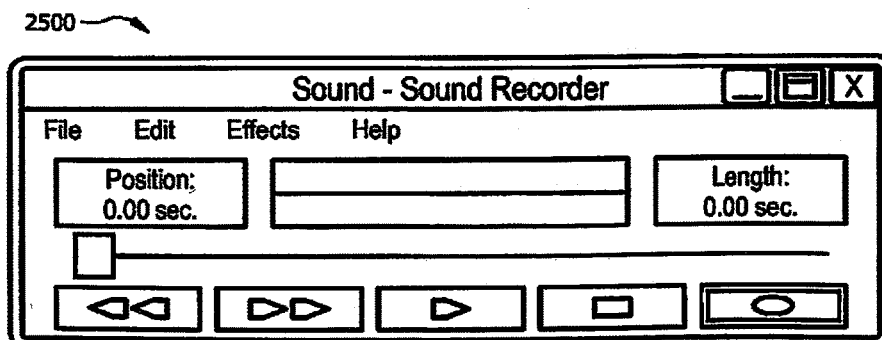 2500
Sound - Sound Recorder
X
File Edit Effects Help
Position:
0.00 sec.
Length:
0.00 sec.